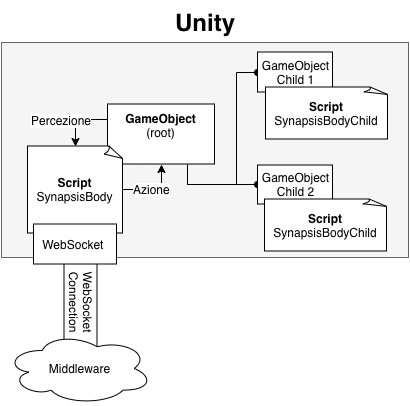 Unity
GameObject
Child 1
Script
SynapsisBodyChild
Percezione
GameObject
(root)
Script
SynapsisBody
Azione
GameObject
Child 2
Script
SynapsisBodyChild
WebSocket
WebSocket
Connection
Middleware